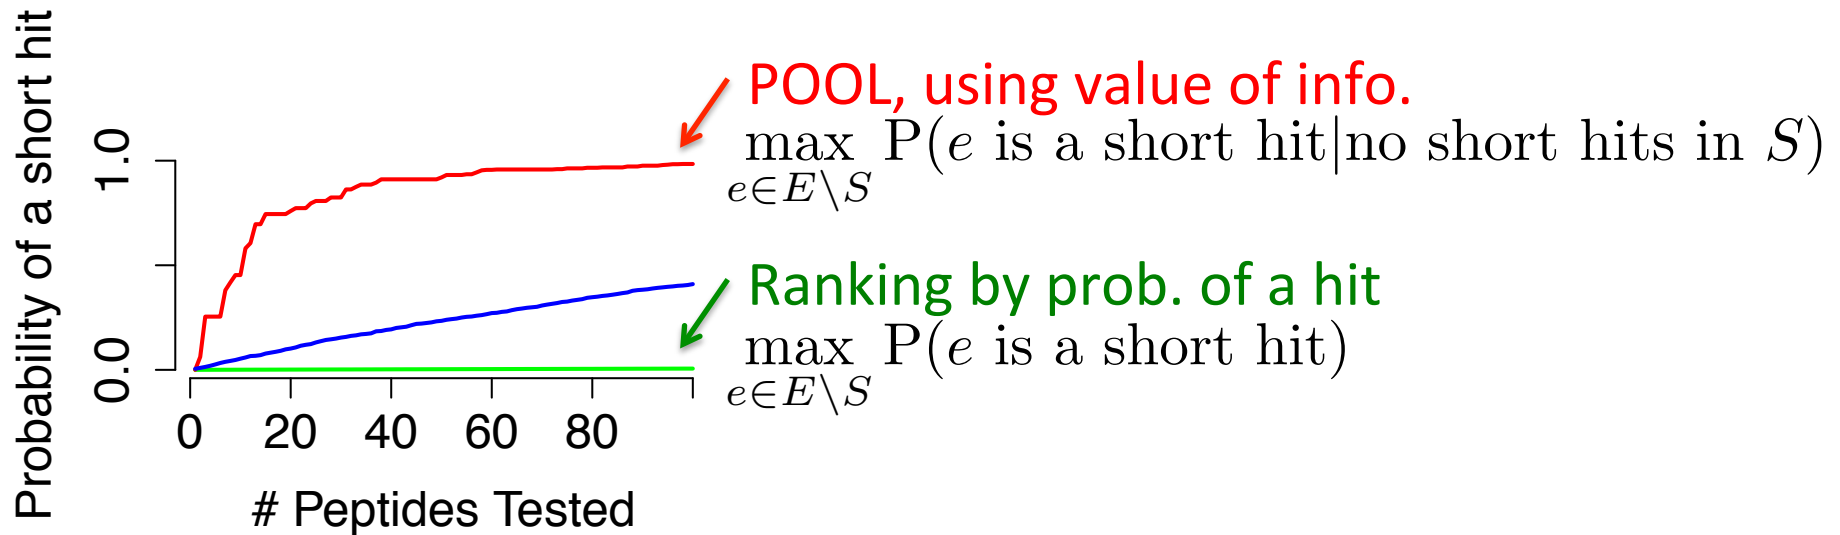 Probability of a short hit
1.0
0.0
0 20 40 60 80
# Peptides Tested
POOL, using value of info.
max P(e is a short hit|no short hits in S)
e∈E\S
Ranking by prob. of a hit
max P(e is a short hit)
e∈E\S